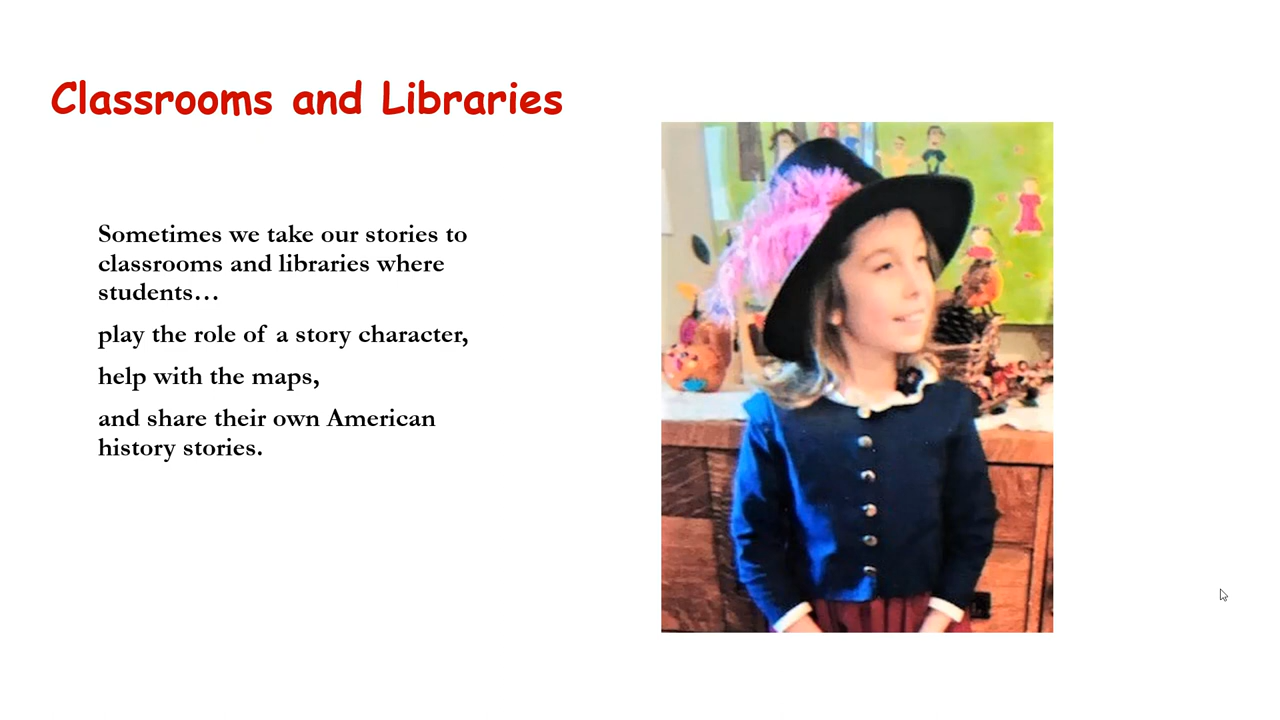 Classrooms and Libraries
Sometimes we take our stories to
classrooms and libraries where
students…
play the role of a story character,
help with the maps,
and share their own American
history stories.